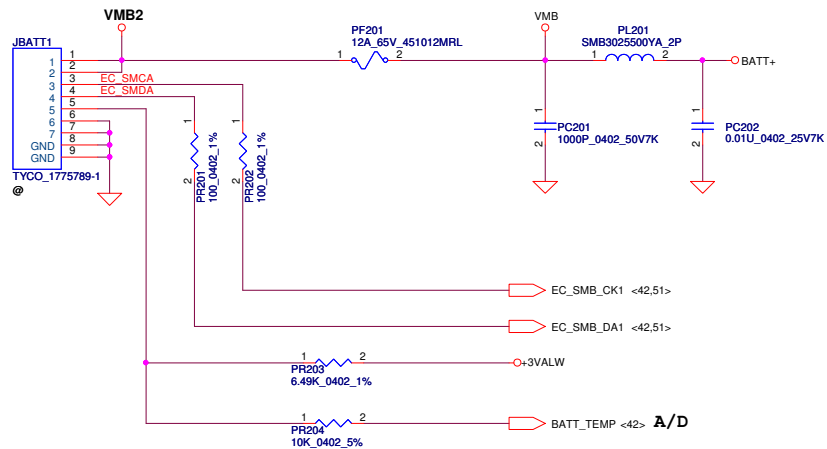 VMB2
JBATT1
1
2
3
4
5
6
7
GND
GND
1
2
3
4
5
6
7
8
9
TYCO_1775789-1
@
EC_SMCA
EC_SMDA
PF201
12A_65V_451012MRL
1
2
VMB
PL201
SMB3025500YA_2P
1
2
BATT+
1
2
PC201
1000P_0402_50V7K
1
2
PC202
0.01U_0402_25V7K
1
2
PR201
100_0402_1%
1
2
PR202
100_0402_1%
EC_SMB_CK1 <42,51>
EC_SMB_DA1 <42,51>
1
2
PR203
6.49K_0402_1%
+3VALW
1
2
PR204
10K_0402_5%
BATT_TEMP <42> A/D